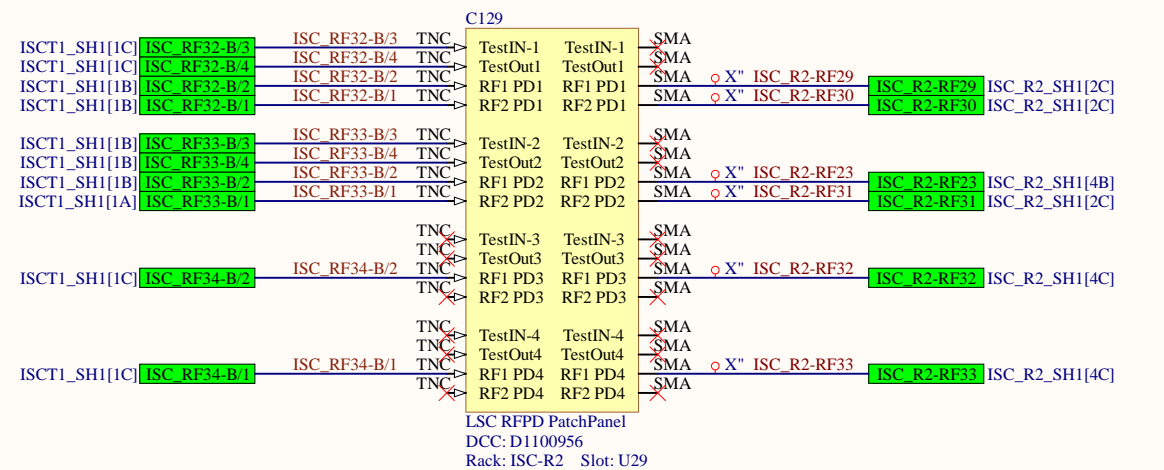 C129
ISCT1_SH1[1C] ISC_RF32-B/3 ISC_RF32-B/3 TNC TestIN-1 TestIN-1 SMA
ISCT1_SH1[1C] ISC_RF32-B/4 ISC_RF32-B/4 TestOut1 TestOut1
ISCT1_SH1[1B] ISC_RF32-B/2 ISC_RF32-B/2 TNC RF1 PD1 RF1 PD1 SMA X" ISC_R2-RF29 ISC_R2-RF29 ISC_R2_SH1[2C]
ISCT1_SH1[1B] ISC_RF32-B/1 ISC_RF32-B/1 TNC RF2 PD1 RF2 PD1 SMA X" ISC_R2-RF30 ISC_R2-RF30 ISC_R2_SH1[2C]
ISCT1_SH1[1B] ISC_RF33-B/3 ISC_RF33-B/3 TNC TestIN-2 TestIN-2 SMA
ISCT1_SH1[1B] ISC_RF33-B/4 ISC_RF33-B/4 TNC TestOut2 TestOut2 SMA
ISCT1_SH1[1B] ISC_RF33-B/2 ISC_RF33-B/2 TNC RF1 PD2 RF1 PD2 SMA X" ISC_R2-RF23 ISC_R2-RF23 ISC_R2_SH1[4B]
ISCT1_SH1[1A] ISC_RF33-B/1 ISC_RF33-B/1 TNC RF2 PD2 RF2 PD2 SMA X" ISC_R2-RF31 ISC_R2-RF31 ISC_R2_SH1[2C]
TNC TestIN-3 TestIN-3 SMA
TNC TestOut3 TestOut3 SMA
ISCT1_SH1[1C] ISC_RF34-B/2 ISC_RF34-B/2 TNC RF1 PD3 RF1 PD3 SMA X" ISC_R2-RF32 ISC_R2-RF32 ISC_R2_SH1[4C]
TNC RF2 PD3 RF2 PD3 SMA
TNC TestIN-4 TestIN-4 SMA
TNC TestOut4 TestOut4 SMA
ISCT1_SH1[1C] ISC_RF34-B/1 ISC_RF34-B/1 TNC RF1 PD4 RF1 PD4 SMA X" ISC_R2-RF33 ISC_R2-RF33 ISC_R2_SH1[4C]
TNC RF2 PD4 RF2 PD4 SMA
LSC RFPD PatchPanel
DCC: D1100956
Rack: ISC-R2 Slot: U29